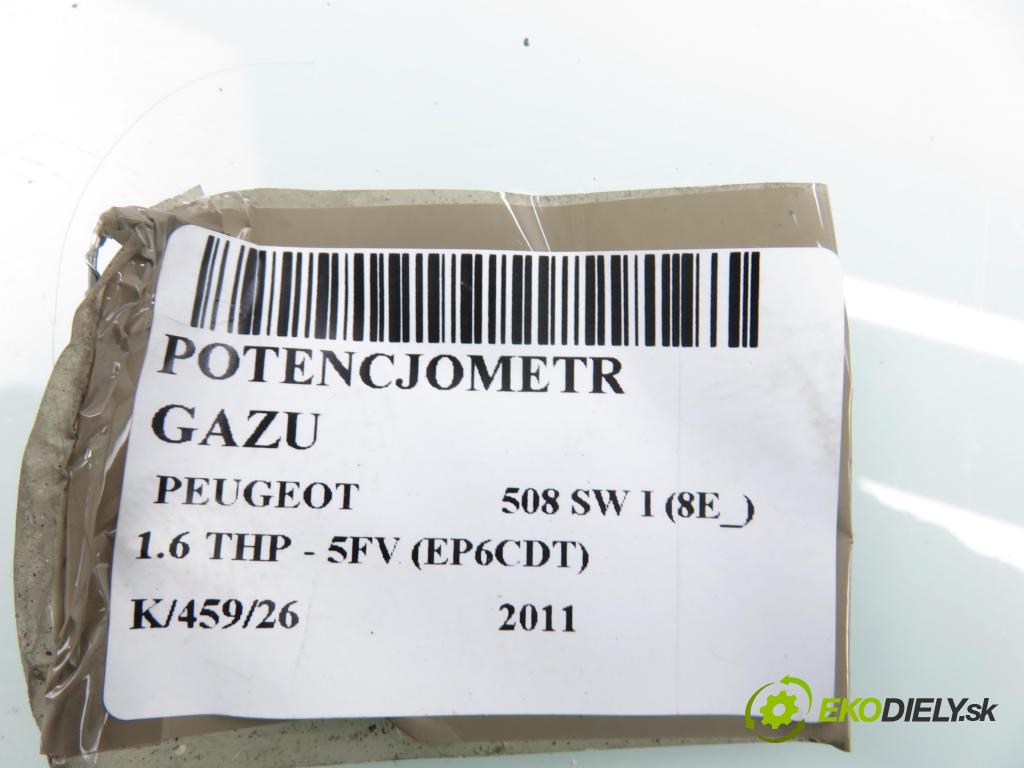 POTENCJOMETR
GAZU
PEUGEOT 508 SW I (8E_)
1.6 THP - 5FV (EP6CDT)
K/459/26 2011
EKODIELY.sk